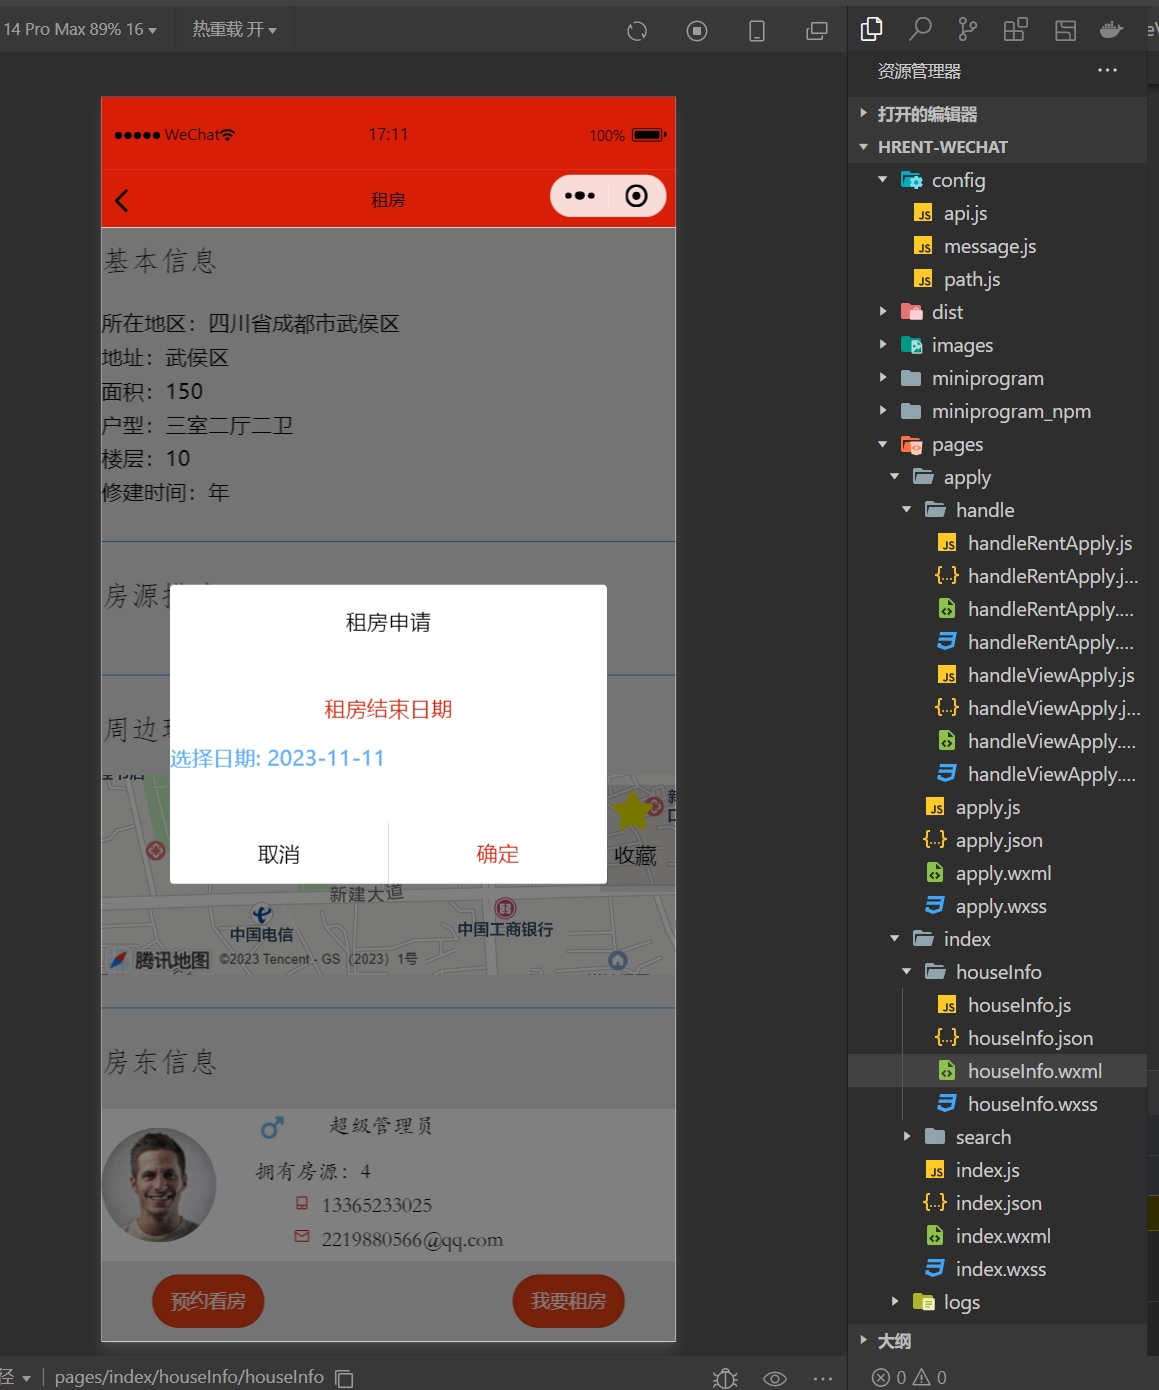 14 Pro Max 89% 16
热重载 开
WeChat
17:11
100%
租房
基本信息
所在地区：四川省成都市武侯区
地址：武侯区
面积：150
户型：三室二厅二卫
楼层：10
修建时间：年
房源
周边
租房申请
租房结束日期
选择日期: 2023-11-11
取消
确定
收藏
新建大道
中国电信
中国工商银行
腾讯地图
©2023 Tencent - GS（2023）1号
房东信息
超级管理员
拥有房源：4
13365233025
2219880566@qq.com
预约看房
我要租房
径
pages/index/houseInfo/houseInfo
资源管理器
打开的编辑器
HRENT-WECHAT
config
api.js
message.js
path.js
dist
images
miniprogram
miniprogram_npm
pages
apply
handle
handleRentApply.js
handleRentApply.j...
handleRentApply....
handleRentApply....
handleViewApply.js
handleViewApply.j...
handleViewApply....
handleViewApply....
apply.js
apply.json
apply.wxml
apply.wxss
index
houseInfo
houseInfo.js
houseInfo.json
houseInfo.wxml
houseInfo.wxss
search
index.js
index.json
index.wxml
index.wxss
logs
大纲
0
0